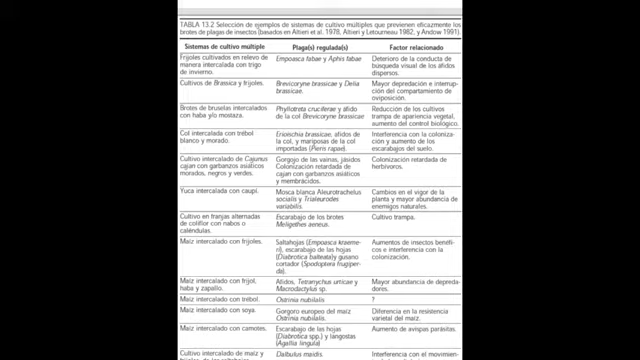 TABLA 13.2 Selección de ejemplos de sistemas de cultivo múltiples que previenen eficazmente los
brotes de plagas de insectos (basados en Altieri et al. 1978, Altieri y Letourneau 1982, y Andow 1991).
Sistemas de cultivo múltiple Plaga(s) regulada(s) Factor relacionado
Frijoles cultivados en relevo de
manera intercalada con trigo
de invierno.
Empoasca fabae y Aphis fabae
Deterioro de la conducta de
búsqueda visual de los áfidos
dispersos.
Cultivos de Brassica y frijoles.
Brevicoryne brassicae y Delia
brassicae.
Mayor depredación e interrup-
ción del comportamiento de
oviposición.
Brotes de bruselas intercalados
con haba y/o mostaza.
Phyllotreta cruciferae y áfido
de la col Brevicoryne brassicae
Reducción de los cultivos
trampa de apariencia vegetal,
aumento del control biológico.
Col intercalada con trébol
blanco y morado.
Erioischia brassicae, áfidos de
la col, y mariposas de la col
importadas (Pieris rapae).
Interferencia con la coloniza-
ción y aumento de los
escarabajos del suelo.
Cultivo intercalado de Cajunus
cajan con garbanzos asiáticos
morados, negros y verdes.
Gorgojo de las vainas, jásidos
Colonización retardada de
cajan con garbanzos asiáticos
y membrácidos.
Colonización retardada de
herbívoros.
Yuca intercalada con caupí.
Mosca blanca Aleurotrachelus
socialis y Trialeurodes
variabilis.
Cambios en el vigor de la
planta y mayor abundancia de
enemigos naturales.
Cultivo en franjas alternadas
de coliflor con nabos o
caléndulas.
Escarabajo de los brotes
Meligethes aeneus.
Cultivo trampa.
Maíz intercalado con frijoles.
Saltahojas (Empoasca kraeme-
ri), escarabajo de las hojas
(Diabrotica balteata) y gusano
cortador (Spodoptera frugiper-
da).
Aumentos de insectos benéfi-
cos e interferencia con la
colonización.
Maíz intercalado con frijol,
haba y zapallo.
Áfidos, Tetranychus urticae y
Macrodactylus sp.
Mayor abundancia de depreda-
dores.
Maíz intercalado con trébol.
Ostrinia nubilalis
?
Maíz intercalado con soya.
Gorgoro europeo del maíz
Ostrinia nubilalis
Diferencia en la resistencia
varietal del maíz.
Maíz intercalado con camotes.
Escarabajo de las hojas
(Diabrotica spp.) y langostas
(Agallia lingula)
Aumento de avispas parásitas.
Cultivo intercalado de maíz y
Dalbulus maidis.
Interferencia con el movimien-